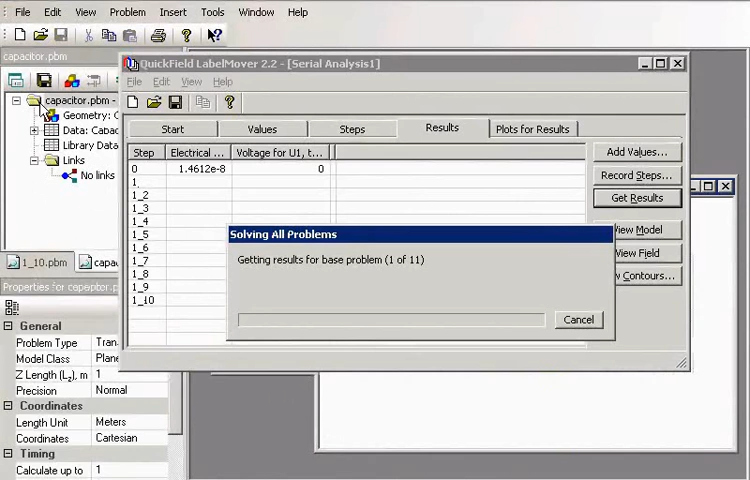 File Edit View Problem Insert Tools Window Help
capacitor.pbm
QuickField LabelMover 2.2 - [Serial Analysis1]
File Edit View Help
capacitor.pbm -
Geometry: C
Data: Capac
Library Data
Links
No links
Start Values Steps Results Plots for Results
Step Electrical ... Voltage for U1, t...
0 1.4612e-8 0
1_
1_2
1_3
1_4
1_5
1_6
1_7
1_8
1_9
1_10
Add Values...
Record Steps...
Get Results
View Model
View Field
Contours...
Solving All Problems
Getting results for base problem (1 of 11)
Cancel
1_10.pbm capac
Properties for capacitor.pbm
General
Problem Type Tran
Model Class Plane
Z Length (Lz), m 1
Precision Normal
Coordinates
Length Unit Meters
Coordinates Cartesian
Timing
Calculate up to 1